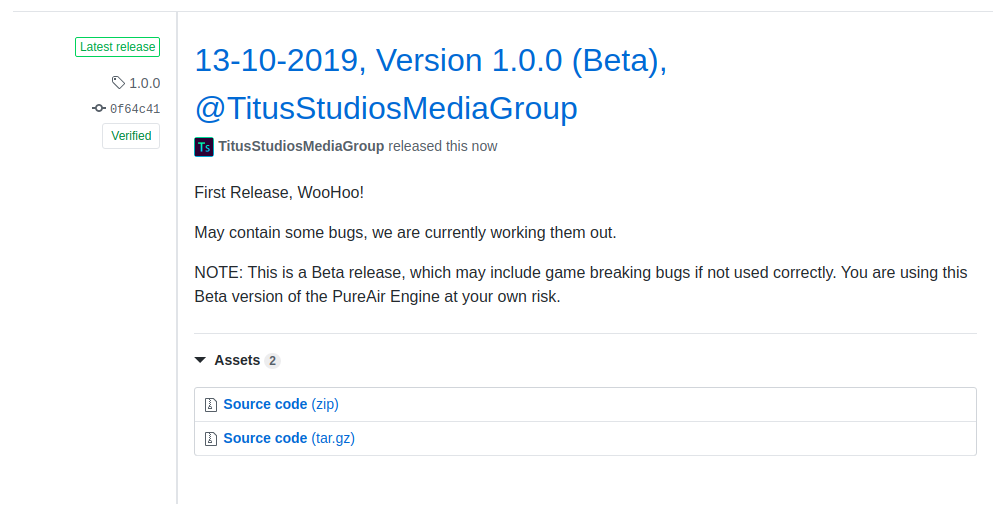 Latest release
1.0.0
0f64c41
Verified
13-10-2019, Version 1.0.0 (Beta),
@TitusStudiosMediaGroup
Ts TitusStudiosMediaGroup released this now
First Release, WooHoo!
May contain some bugs, we are currently working them out.
NOTE: This is a Beta release, which may include game breaking bugs if not used correctly. You are using this
Beta version of the PureAir Engine at your own risk.
Assets 2
Source code (zip)
Source code (tar.gz)